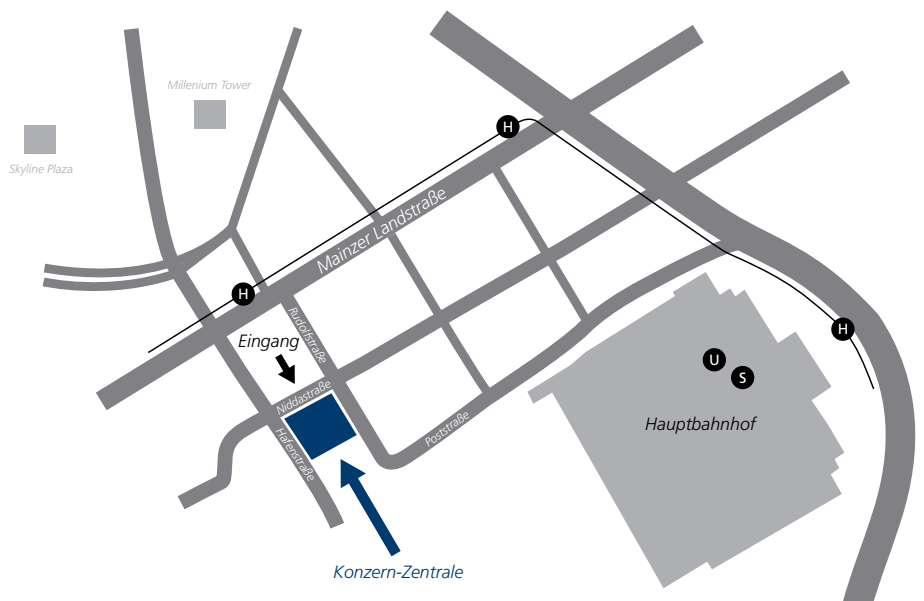 Millenium Tower
Skyline Plaza
H
Mainzer Landstraße
H
H
Rudolfstraße
Eingang
Niddastraße
Hafenstraße
Poststraße
U
S
Hauptbahnhof
Konzern-Zentrale